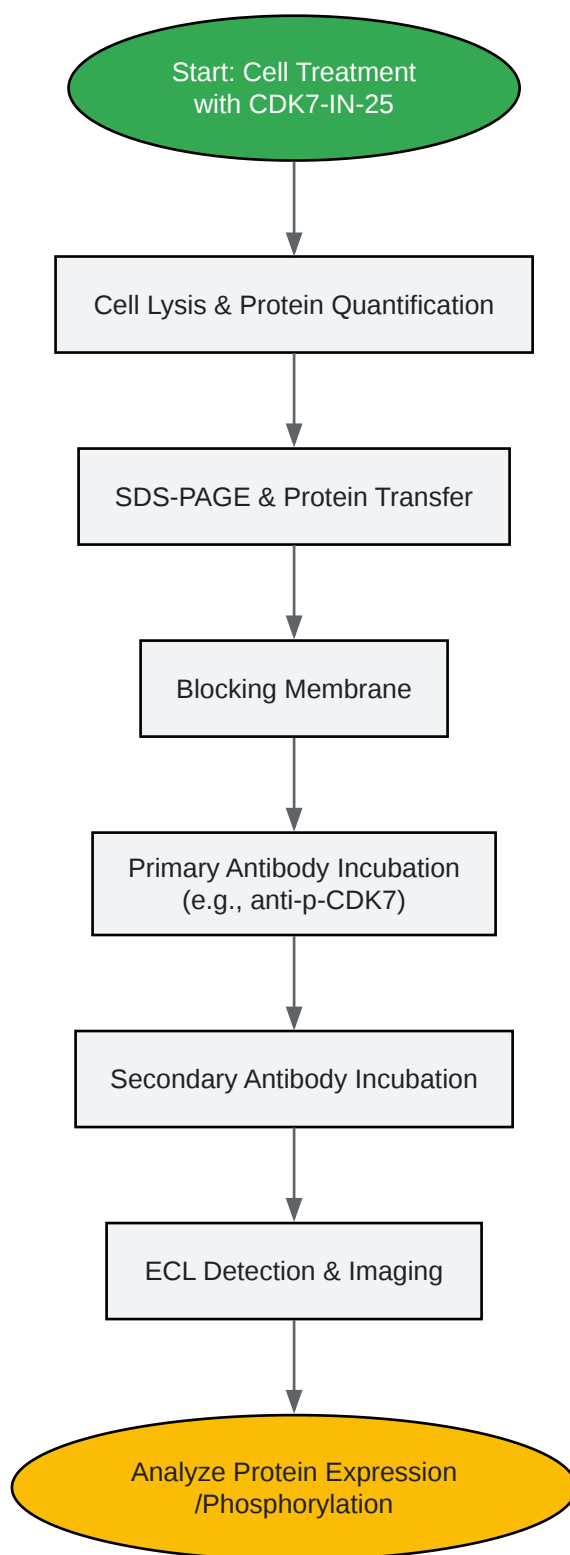 Start: Cell Treatment
with CDK7-IN-25
Cell Lysis & Protein Quantification
SDS-PAGE & Protein Transfer
Blocking Membrane
Primary Antibody Incubation
(e.g., anti-p-CDK7)
Secondary Antibody Incubation
ECL Detection & Imaging
Analyze Protein Expression
/Phosphorylation